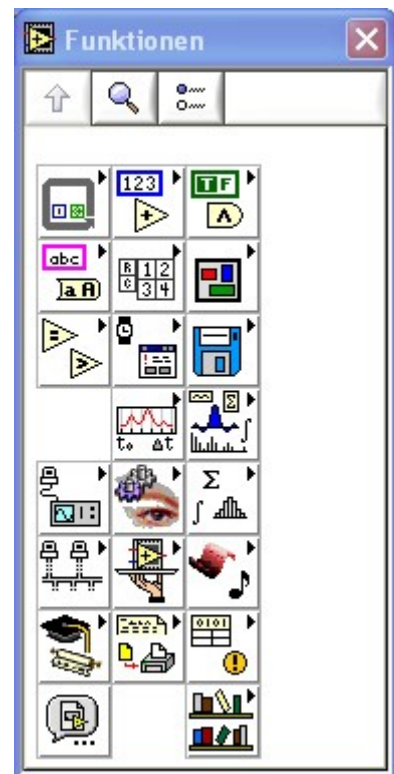 Funktionen
123 TF
abc
a A R 1 2
C 3 4
t₀ Δt Σ
Σ
∫
0101